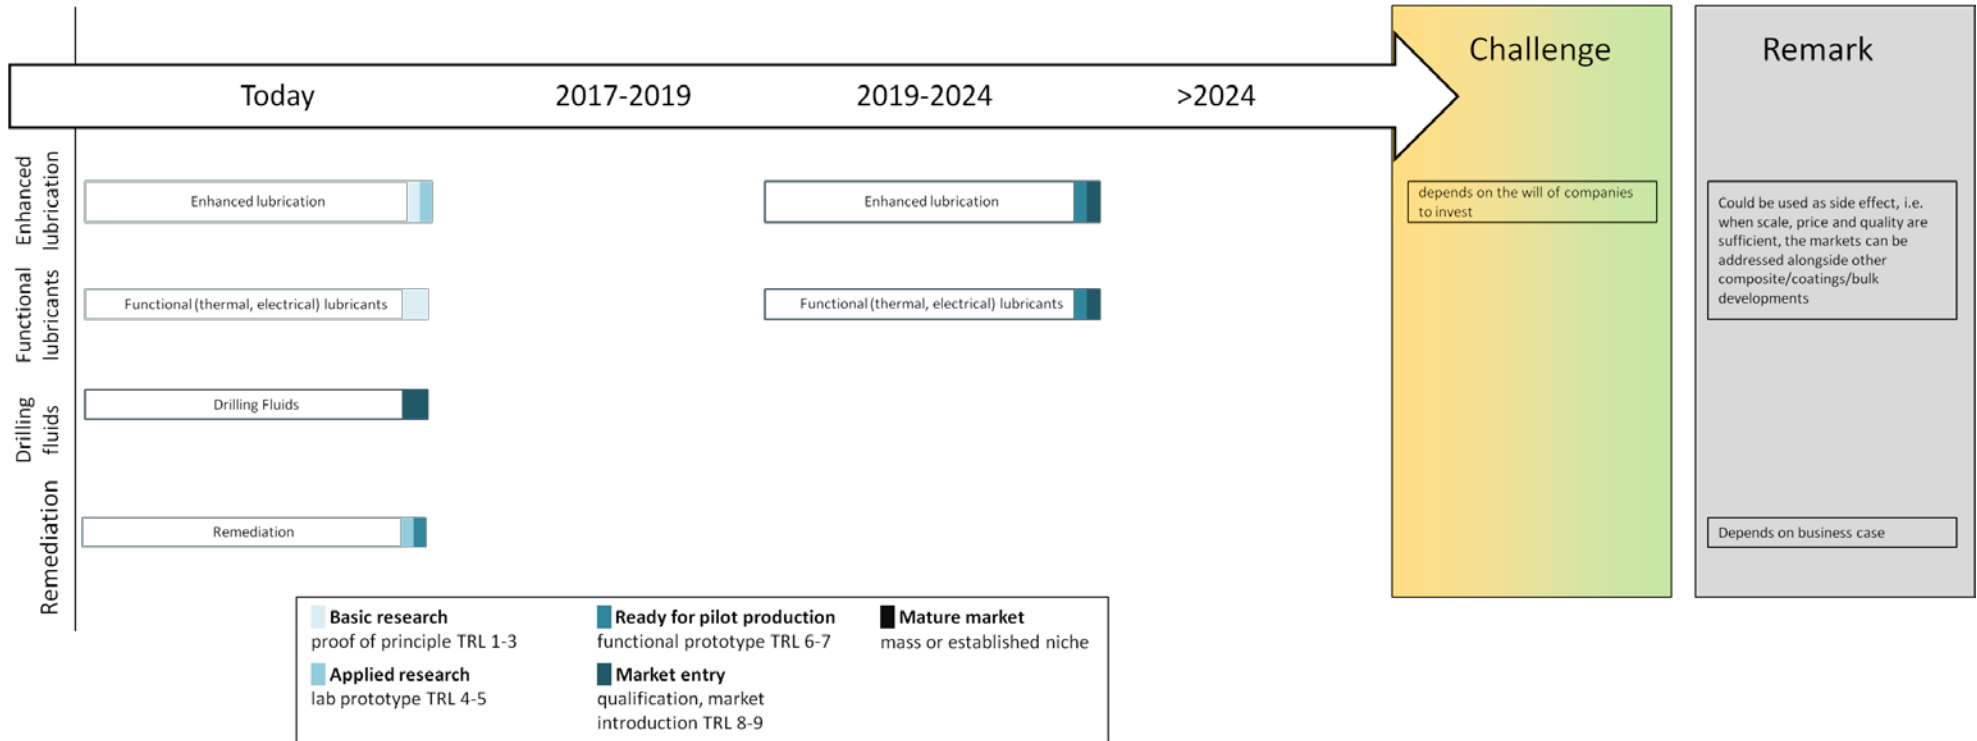 Challenge
Remark
Today
2017-2019
2019-2024
>2024
Enhanced
lubrication
Enhanced lubrication
Enhanced lubrication
depends on the will of companies
to invest
Could be used as side effect, i.e.
when scale, price and quality are
sufficient, the markets can be
addressed alongside other
composite/coatings/bulk
developments
Functional
lubricants
Functional (thermal, electrical) lubricants
Functional (thermal, electrical) lubricants
Drilling
fluids
Drilling Fluids
Remediation
Remediation
Depends on business case
Basic research
proof of principle TRL 1-3
Applied research
lab prototype TRL 4-5
Ready for pilot production
functional prototype TRL 6-7
Market entry
qualification, market
introduction TRL 8-9
Mature market
mass or established niche